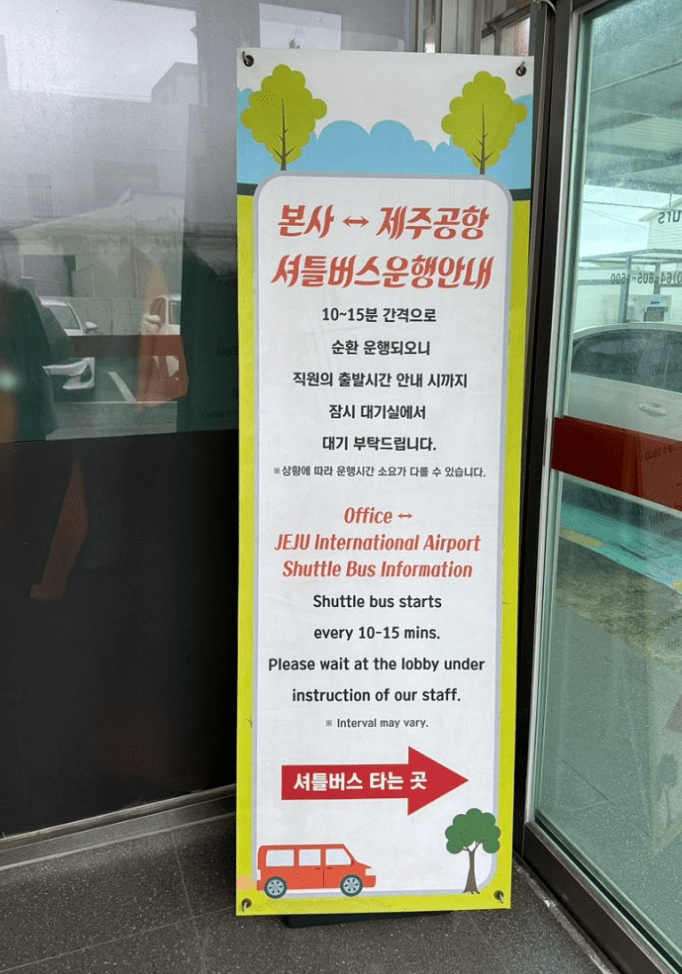 본사 ↔ 제주공항
셔틀버스운행안내
10~15분 간격으로
순환 운행되오니
직원의 출발시간 안내 시까지
잠시 대기실에서
대기 부탁드립니다.
※상황에 따라 운행시간 소요가 다를 수 있습니다.
Office ↔
JEJU International Airport
Shuttle Bus Information
Shuttle bus starts
every 10-15 mins.
Please wait at the lobby under
instruction of our staff.
※ Interval may vary.
셔틀버스 타는 곳